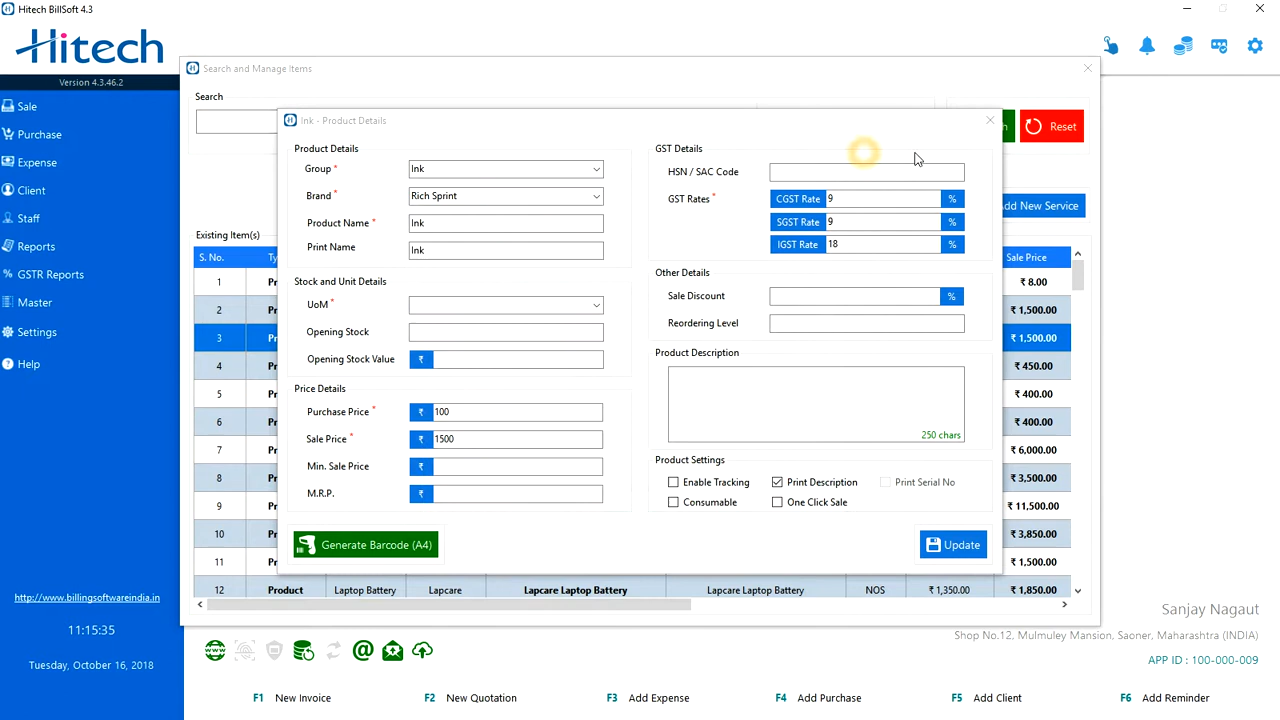 Hitech BillSoft 4.3
Hitech
Version 4.3.46.2
Sale
Purchase
Expense
Client
Staff
Reports
GSTR Reports
Master
Settings
Help
http://www.billingsoftwareindia.in
11:15:35
Tuesday, October 16, 2018
Search and Manage Items
Search
Reset
Add New Service
Existing Item(s)
S. No.
Sale Price
1 ₹ 8.00
2 ₹ 1,500.00
3 ₹ 1,500.00
4 ₹ 450.00
5 ₹ 400.00
6 ₹ 400.00
7 ₹ 6,000.00
8 ₹ 3,500.00
9 ₹ 11,500.00
10 ₹ 3,850.00
11 ₹ 1,500.00
12 Product Laptop Battery Lapcare Lapcare Laptop Battery Lapcare Laptop Battery NOS ₹ 1,350.00 ₹ 1,850.00
Ink - Product Details
Product Details
Group * Ink
Brand * Rich Sprint
Product Name * Ink
Print Name Ink
Stock and Unit Details
UoM *
Opening Stock
Opening Stock Value ₹
Price Details
Purchase Price * ₹ 100
Sale Price * ₹ 1500
Min. Sale Price ₹
M.R.P. ₹
Generate Barcode (A4)
GST Details
HSN / SAC Code
GST Rates * CGST Rate 9 %
SGST Rate 9 %
IGST Rate 18 %
Other Details
Sale Discount %
Reordering Level
Product Description
250 chars
Product Settings
Enable Tracking Print Description Print Serial No
Consumable One Click Sale
Update
Sanjay Nagaut
Shop No.12, Mulmuley Mansion, Saoner, Maharashtra (INDIA)
APP ID : 100-000-009
F1 New Invoice F2 New Quotation F3 Add Expense F4 Add Purchase F5 Add Client F6 Add Reminder